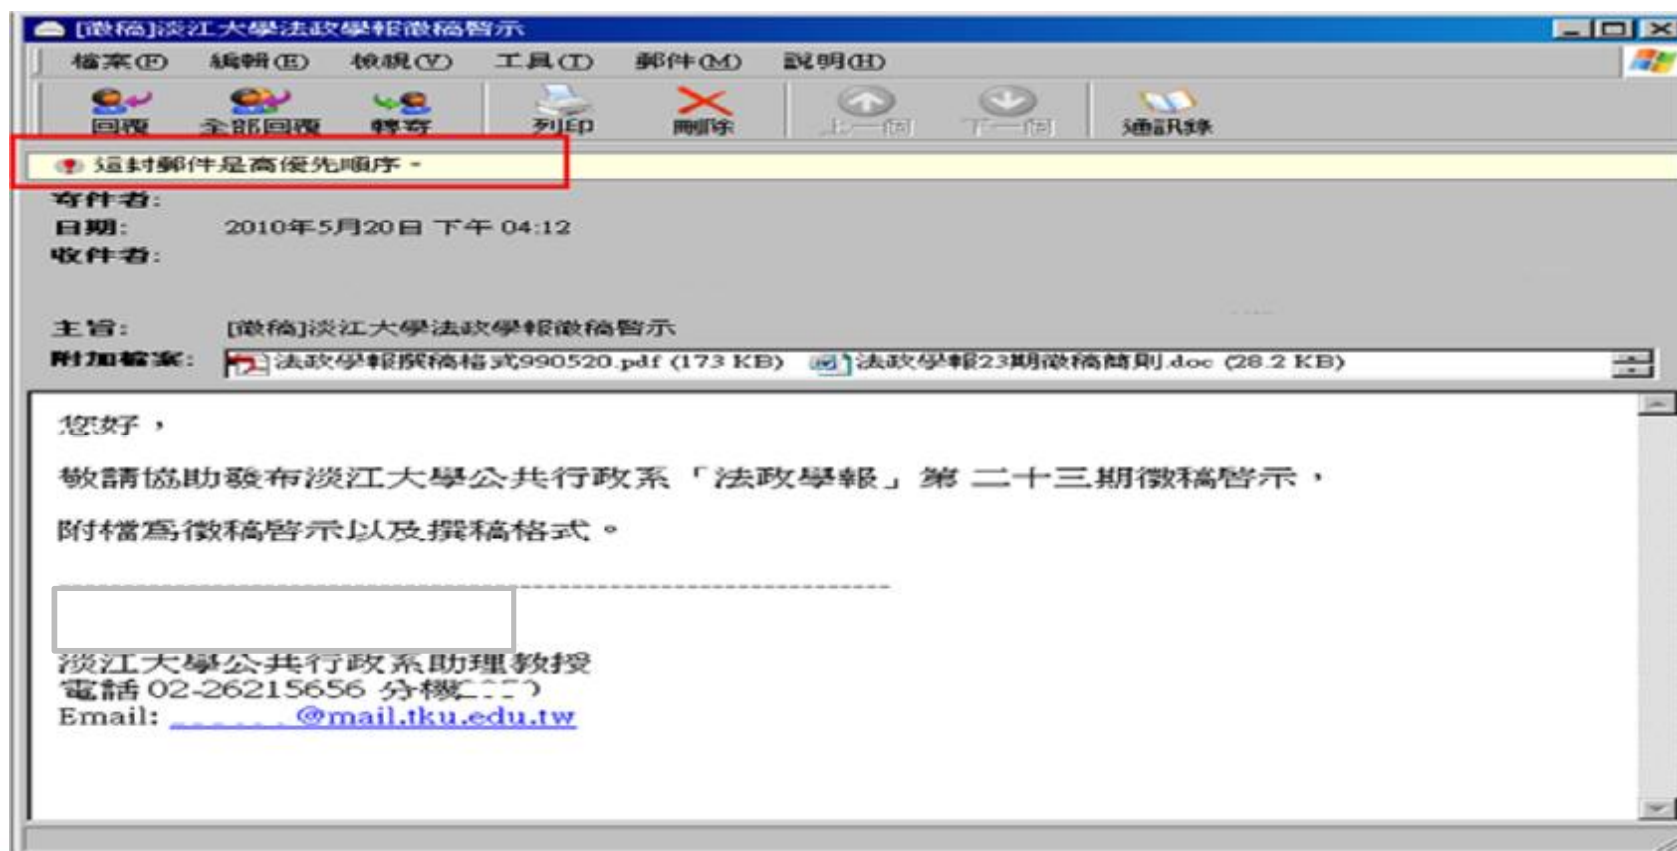 [徵稿]淡江大學法政學報徵稿啓示
檔案(F) 編輯(E) 檢視(V) 工具(T) 郵件(M) 說明(H)
回覆 全部回覆 轉寄 列印 刪除 上一個 下一個 通訊錄
這封郵件是高優先順序。
寄件者:
日期: 2010年5月20日 下午 04:12
收件者:
主旨: [徵稿]淡江大學法政學報徵稿啓示
附加檔案: 法政學報撰稿格式990520.pdf (173 KB) 法政學報23期徵稿簡則.doc (28.2 KB)
您好，
敬請協助發布淡江大學公共行政系「法政學報」第 二十三期徵稿啓示，
附檔爲徵稿啓示以及撰稿格式。
淡江大學公共行政系助理教授
電話 02-26215656 分機
Email: @mail.tku.edu.tw